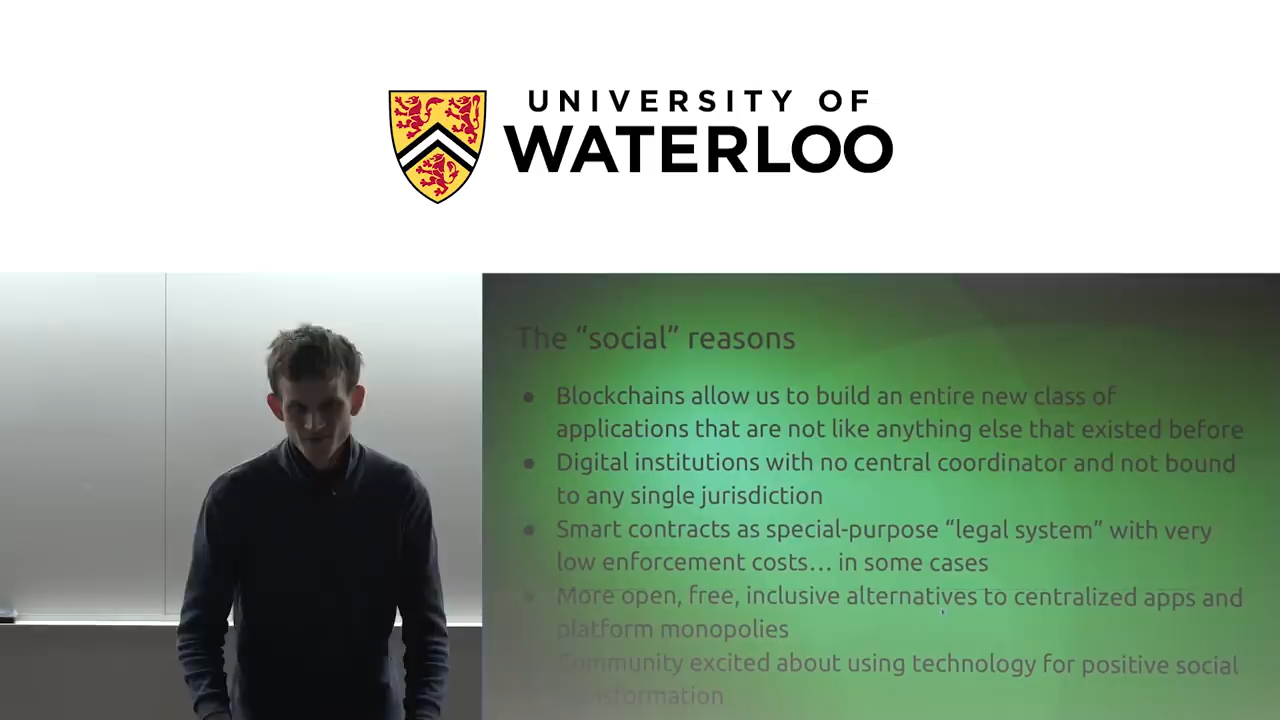 UNIVERSITY OF
WATERLOO
The “social” reasons
● Blockchains allow us to build an entire new class of
applications that are not like anything else that existed before
● Digital institutions with no central coordinator and not bound
to any single jurisdiction
● Smart contracts as special-purpose “legal system” with very
low enforcement costs... in some cases
● More open, free, inclusive alternatives to centralized apps and
platform monopolies
Community excited about using technology for positive social